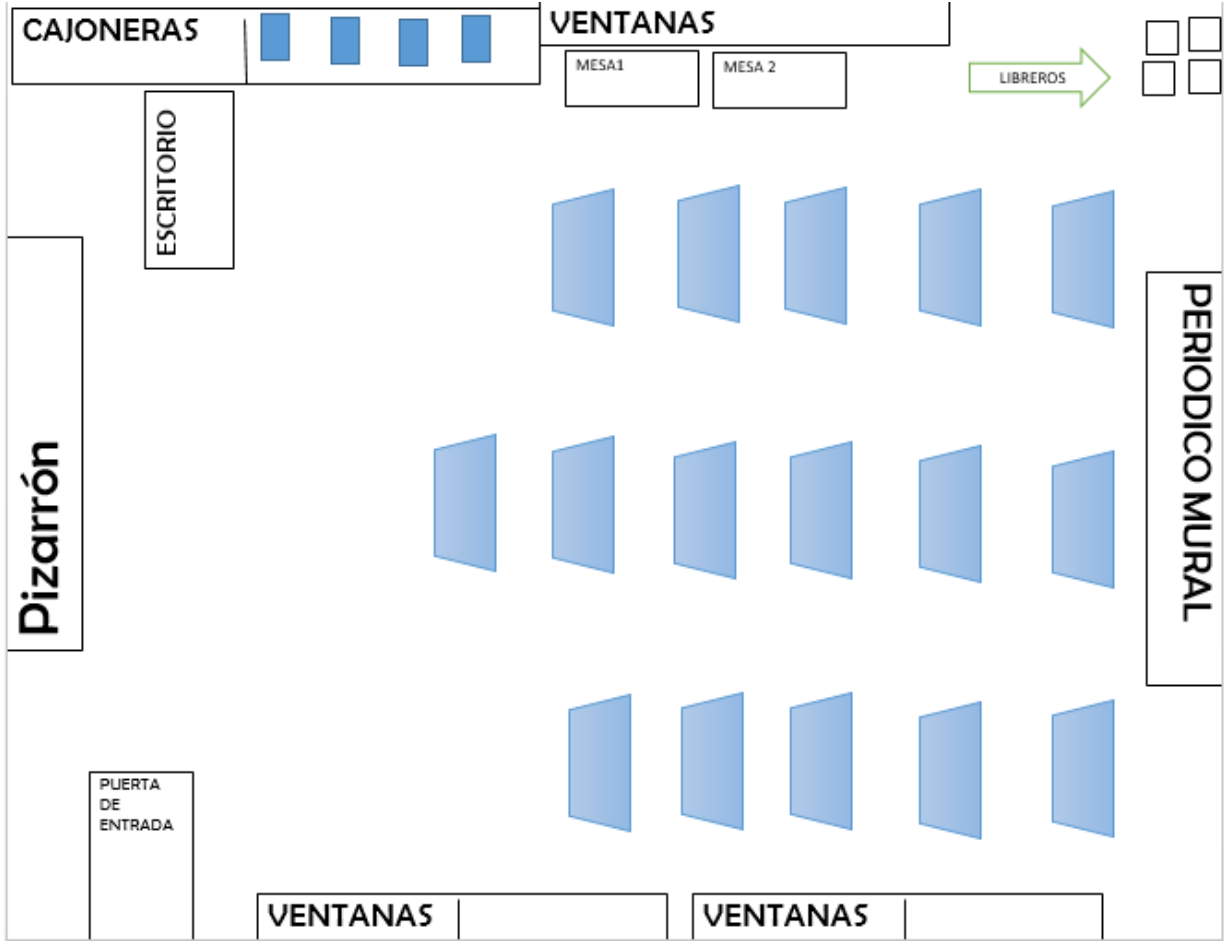 CAJONERAS
VENTANAS
MESA1
MESA 2
LIBREROS
ESCRITORIO
Pizarrón
PERIODICO MURAL
PUERTA
DE
ENTRADA
VENTANAS
VENTANAS